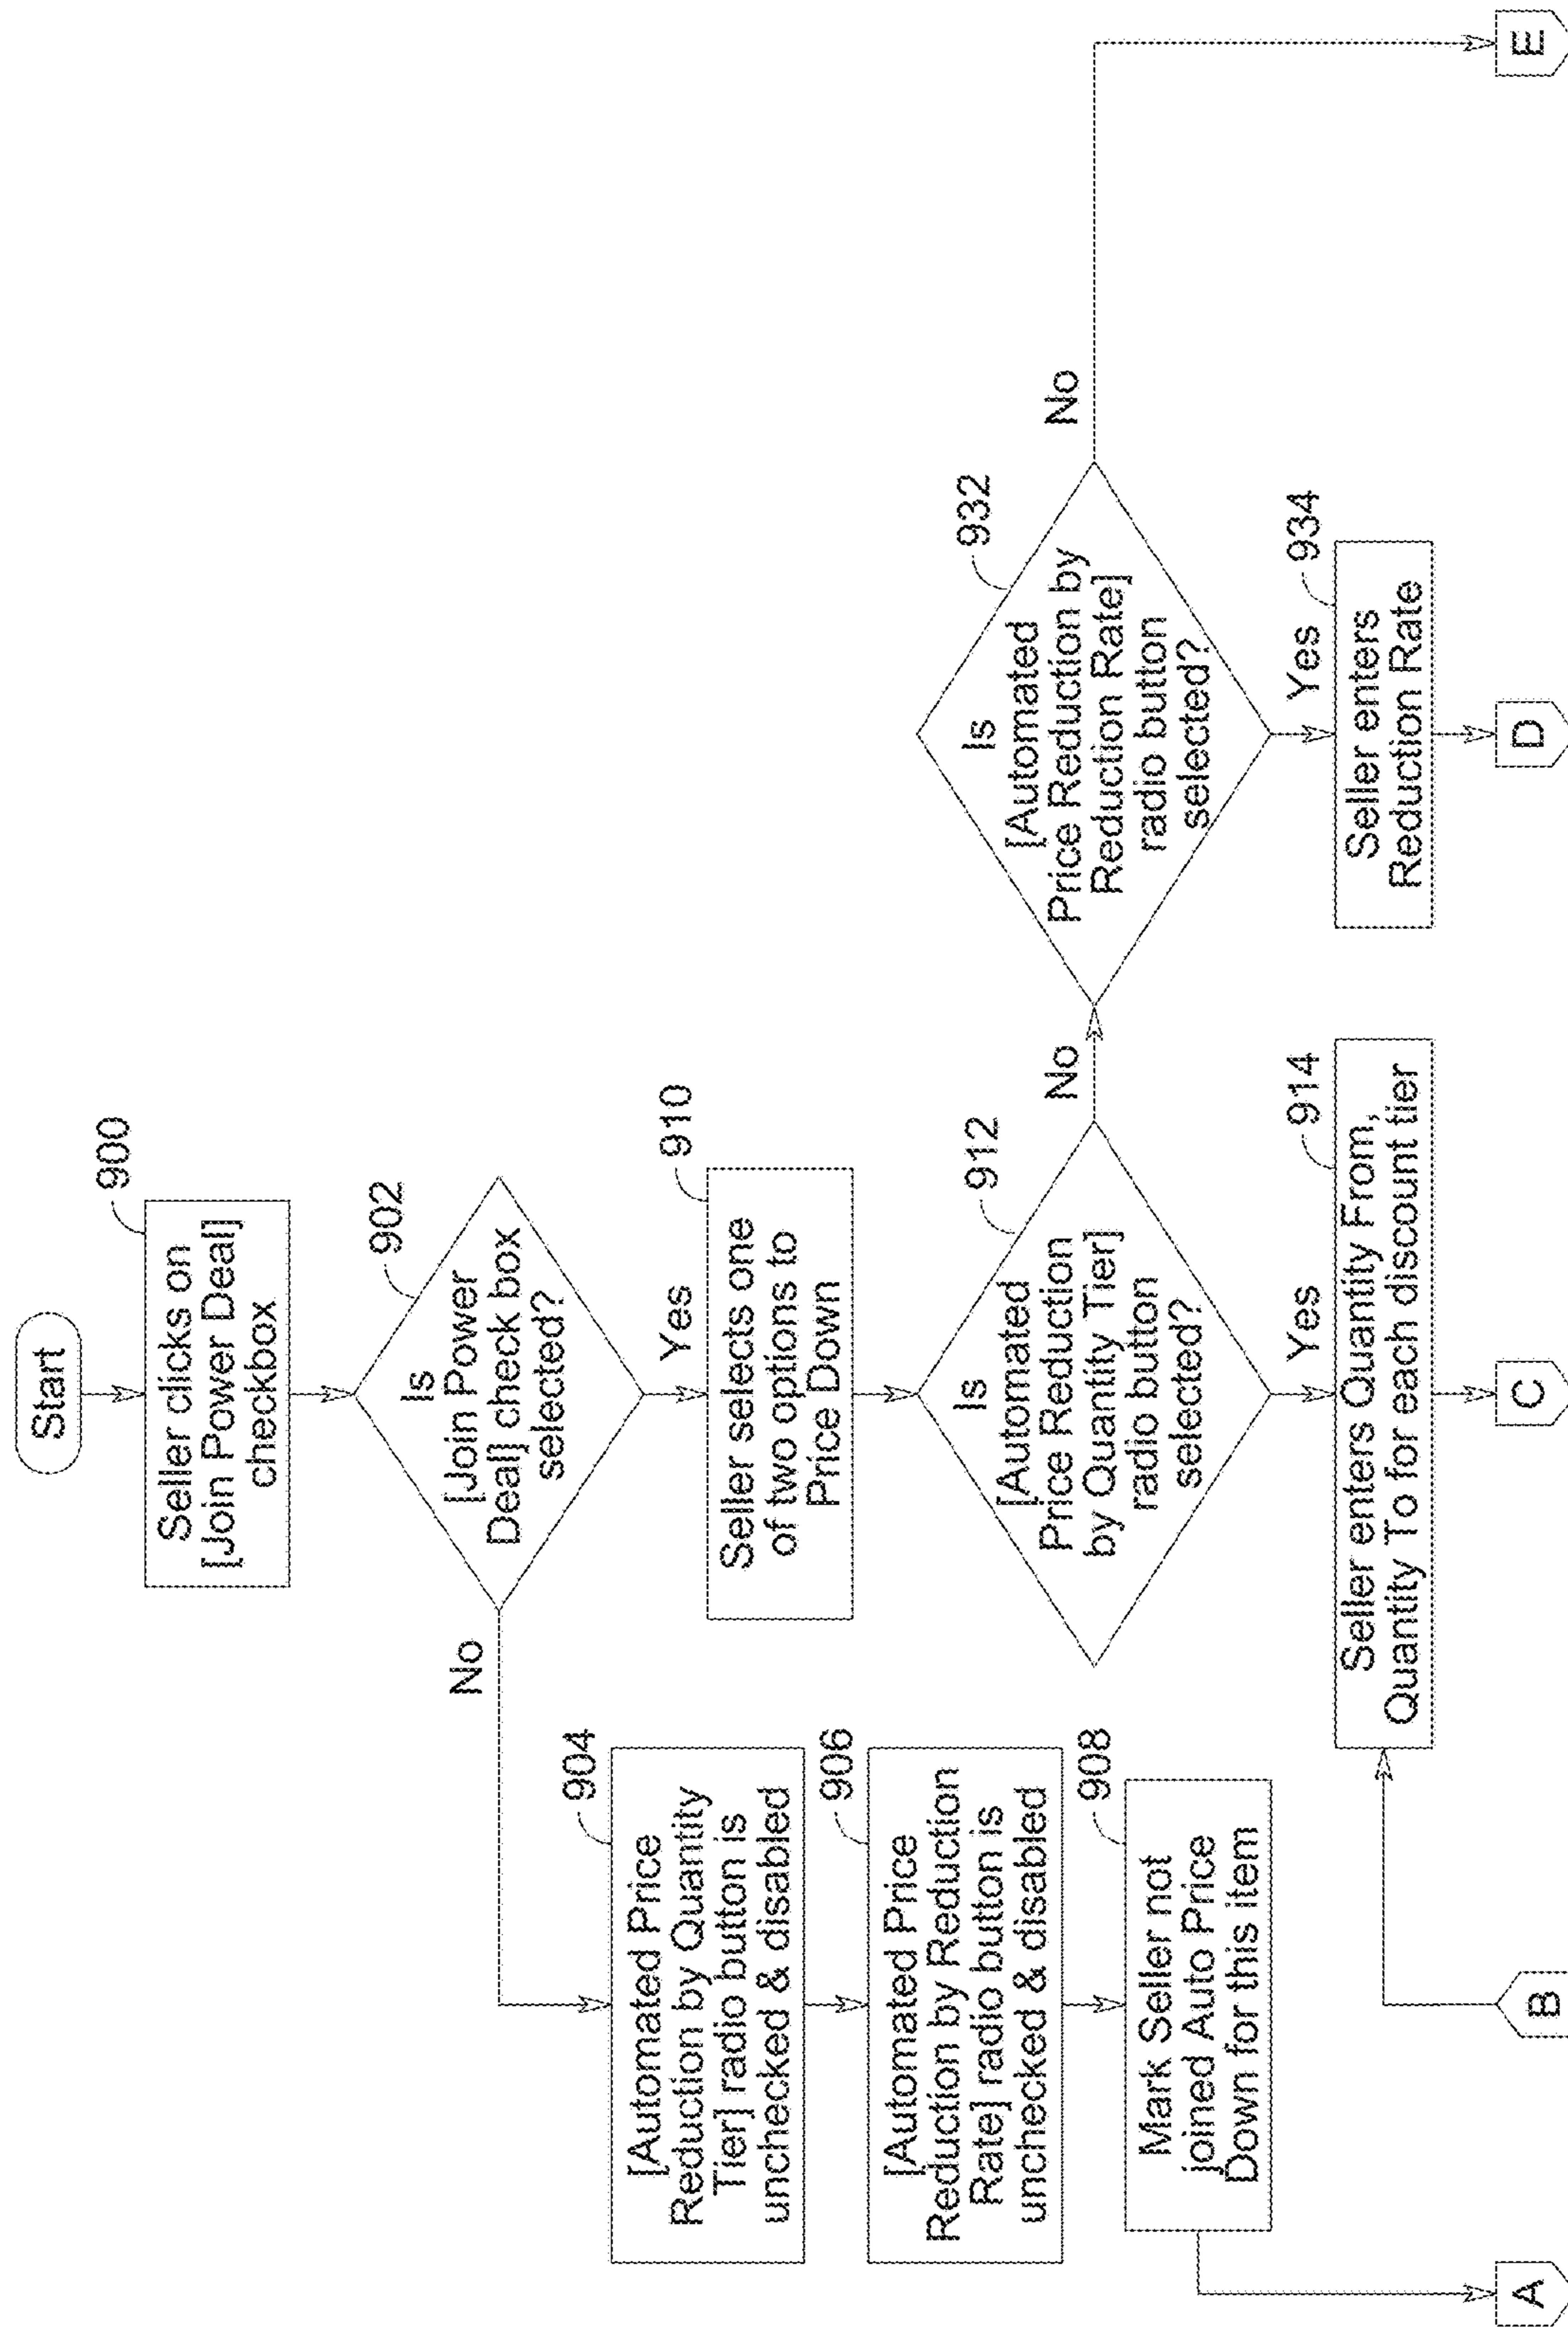 Start
900
Seller clicks on
[Join Power Deal]
checkbox
902
Is
[Join Power
Deal] check box
selected?
No
Yes
904
[Automated Price
Reduction by Quantity
Tier] radio button is
unchecked & disabled
906
[Automated Price
Reduction by Reduction
Rate] radio button is
unchecked & disabled
908
Mark Seller not
joined Auto Price
Down for this item
910
Seller selects one
of two options to
Price Down
912
Is
[Automated
Price Reduction
by Quantity Tier]
radio button
selected?
No
Yes
914
Seller enters Quantity From,
Quantity To for each discount tier
932
Is
[Automated
Price Reduction by
Reduction Rate]
radio button
selected?
No
Yes
934
Seller enters
Reduction Rate
A
B
C
D
E